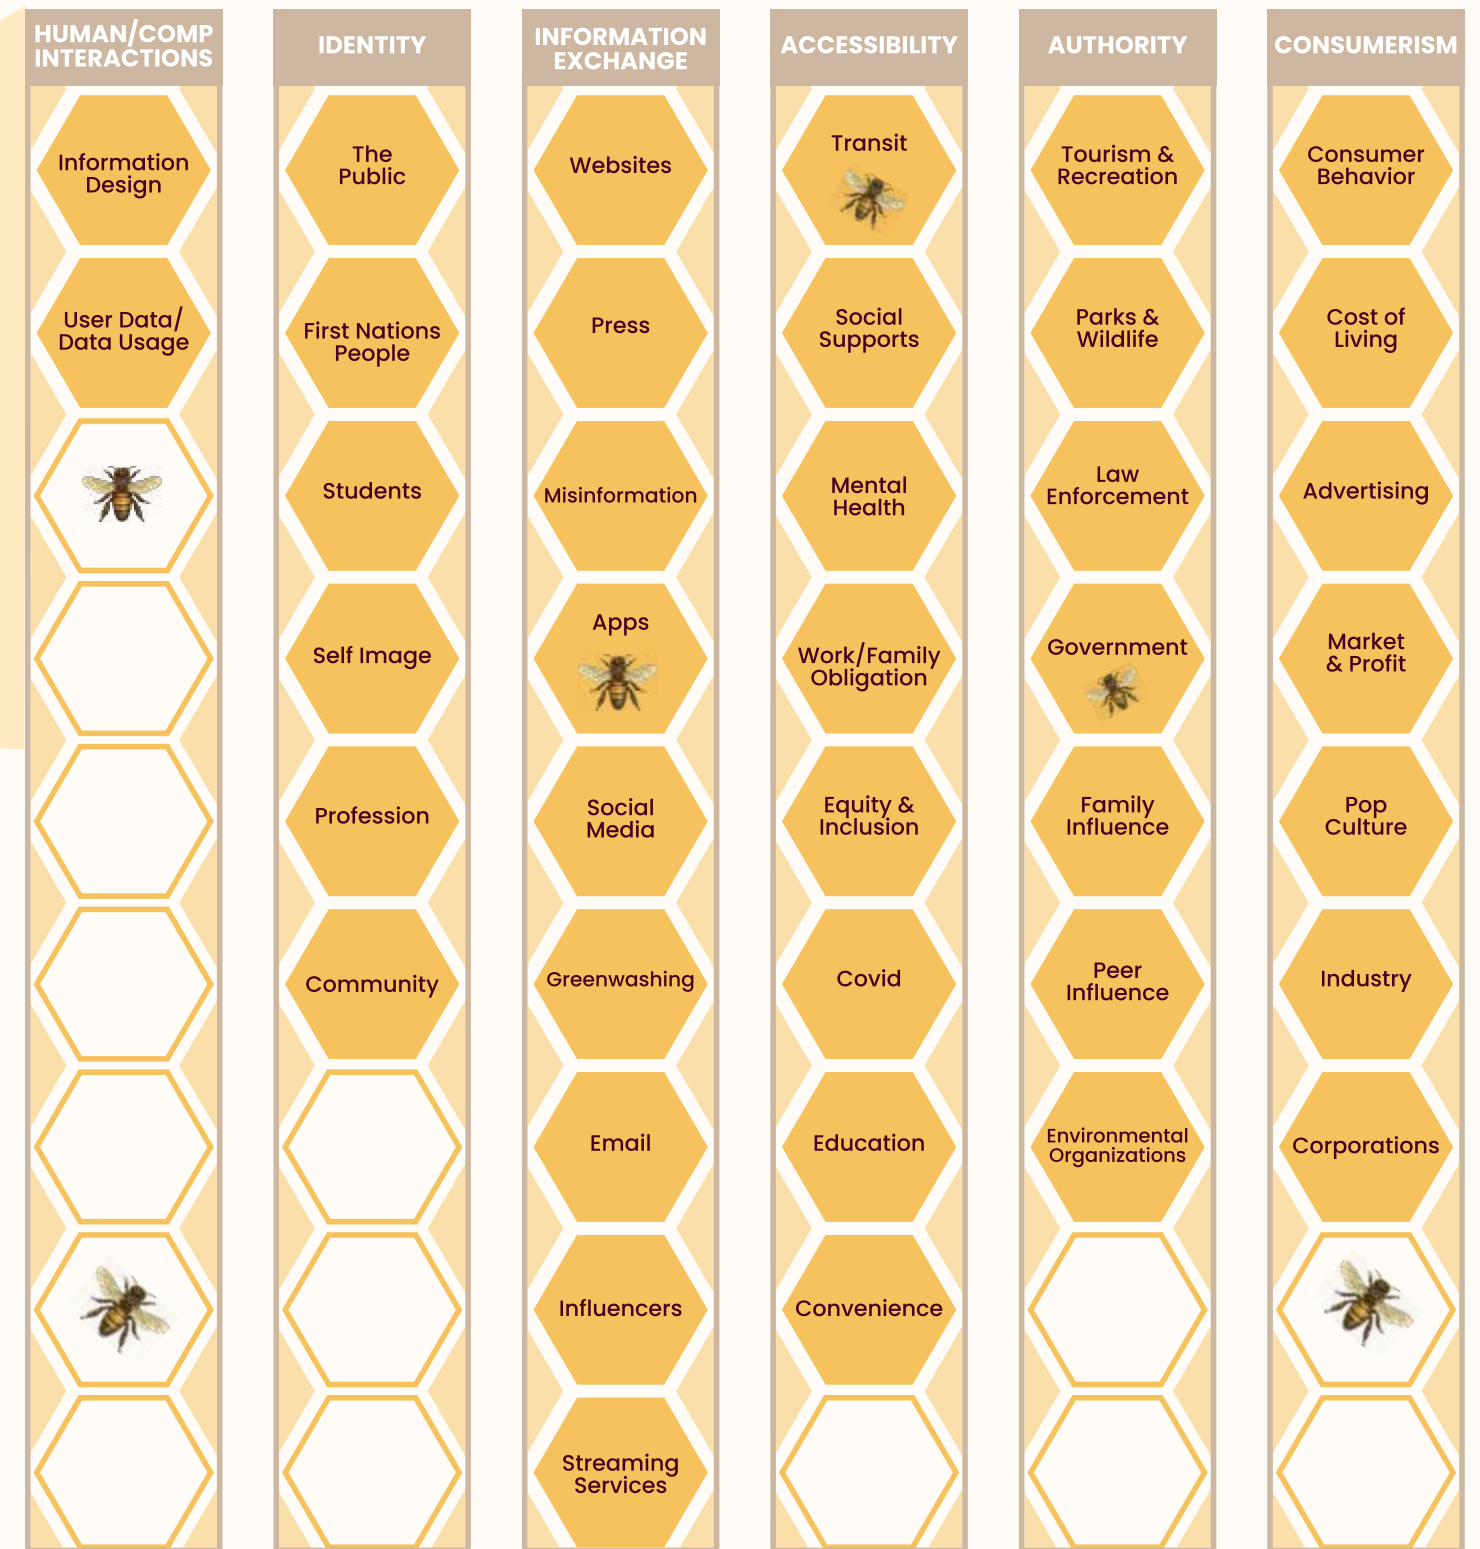 HUMAN/COMP
INTERACTIONS
Information
Design
User Data/
Data Usage
IDENTITY
The
Public
First Nations
People
Students
Self Image
Profession
Community
INFORMATION
EXCHANGE
Websites
Press
Misinformation
Apps
Social
Media
Greenwashing
Email
Influencers
Streaming
Services
ACCESSIBILITY
Transit
Social
Supports
Mental
Health
Work/Family
Obligation
Equity &
Inclusion
Covid
Education
Convenience
AUTHORITY
Tourism &
Recreation
Parks &
Wildlife
Law
Enforcement
Government
Family
Influence
Peer
Influence
Environmental
Organizations
CONSUMERISM
Consumer
Behavior
Cost of
Living
Advertising
Market
& Profit
Pop
Culture
Industry
Corporations